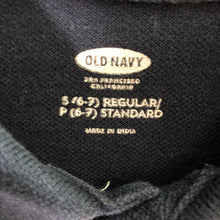 OLD NAVY
SAN FRANCISCO
CALIFORNIA
S (6-7) REGULAR/
P (6-7) STANDARD
MADE IN INDIA